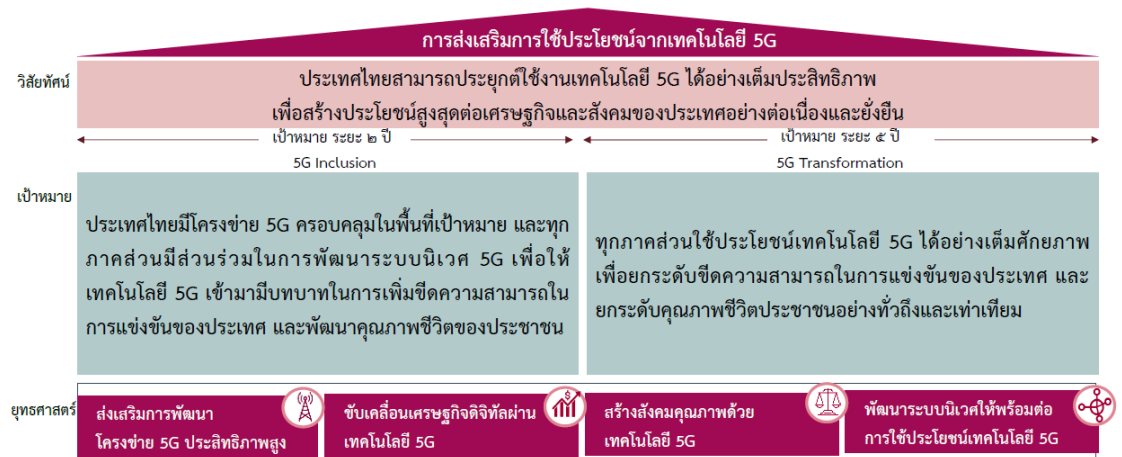 การส่งเสริมการใช้ประโยชน์จากเทคโนโลยี 5G
วิสัยทัศน์
ประเทศไทยสามารถประยุกต์ใช้งานเทคโนโลยี 5G ได้อย่างเต็มประสิทธิภาพ
เพื่อสร้างประโยชน์สูงสุดต่อเศรษฐกิจและสังคมของประเทศอย่างต่อเนื่องและยั่งยืน
เป้าหมาย ระยะ ๒ ปี
5G Inclusion
เป้าหมาย ระยะ ๕ ปี
5G Transformation
เป้าหมาย
ประเทศไทยมีโครงข่าย 5G ครอบคลุมในพื้นที่เป้าหมาย และทุก
ภาคส่วนมีส่วนร่วมในการพัฒนาระบบนิเวศ 5G เพื่อให้
เทคโนโลยี 5G เข้ามามีบทบาทในการเพิ่มขีดความสามารถใน
การแข่งขันของประเทศ และพัฒนาคุณภาพชีวิตของประชาชน
ทุกภาคส่วนใช้ประโยชน์เทคโนโลยี 5G ได้อย่างเต็มศักยภาพ
เพื่อยกระดับขีดความสามารถในการแข่งขันของประเทศ และ
ยกระดับคุณภาพชีวิตประชาชนอย่างทั่วถึงและเท่าเทียม
ยุทธศาสตร์
ส่งเสริมการพัฒนา
โครงข่าย 5G ประสิทธิภาพสูง
ขับเคลื่อนเศรษฐกิจดิจิทัลผ่าน
เทคโนโลยี 5G
สร้างสังคมคุณภาพด้วย
เทคโนโลยี 5G
พัฒนาระบบนิเวศให้พร้อมต่อ
การใช้ประโยชน์เทคโนโลยี 5G